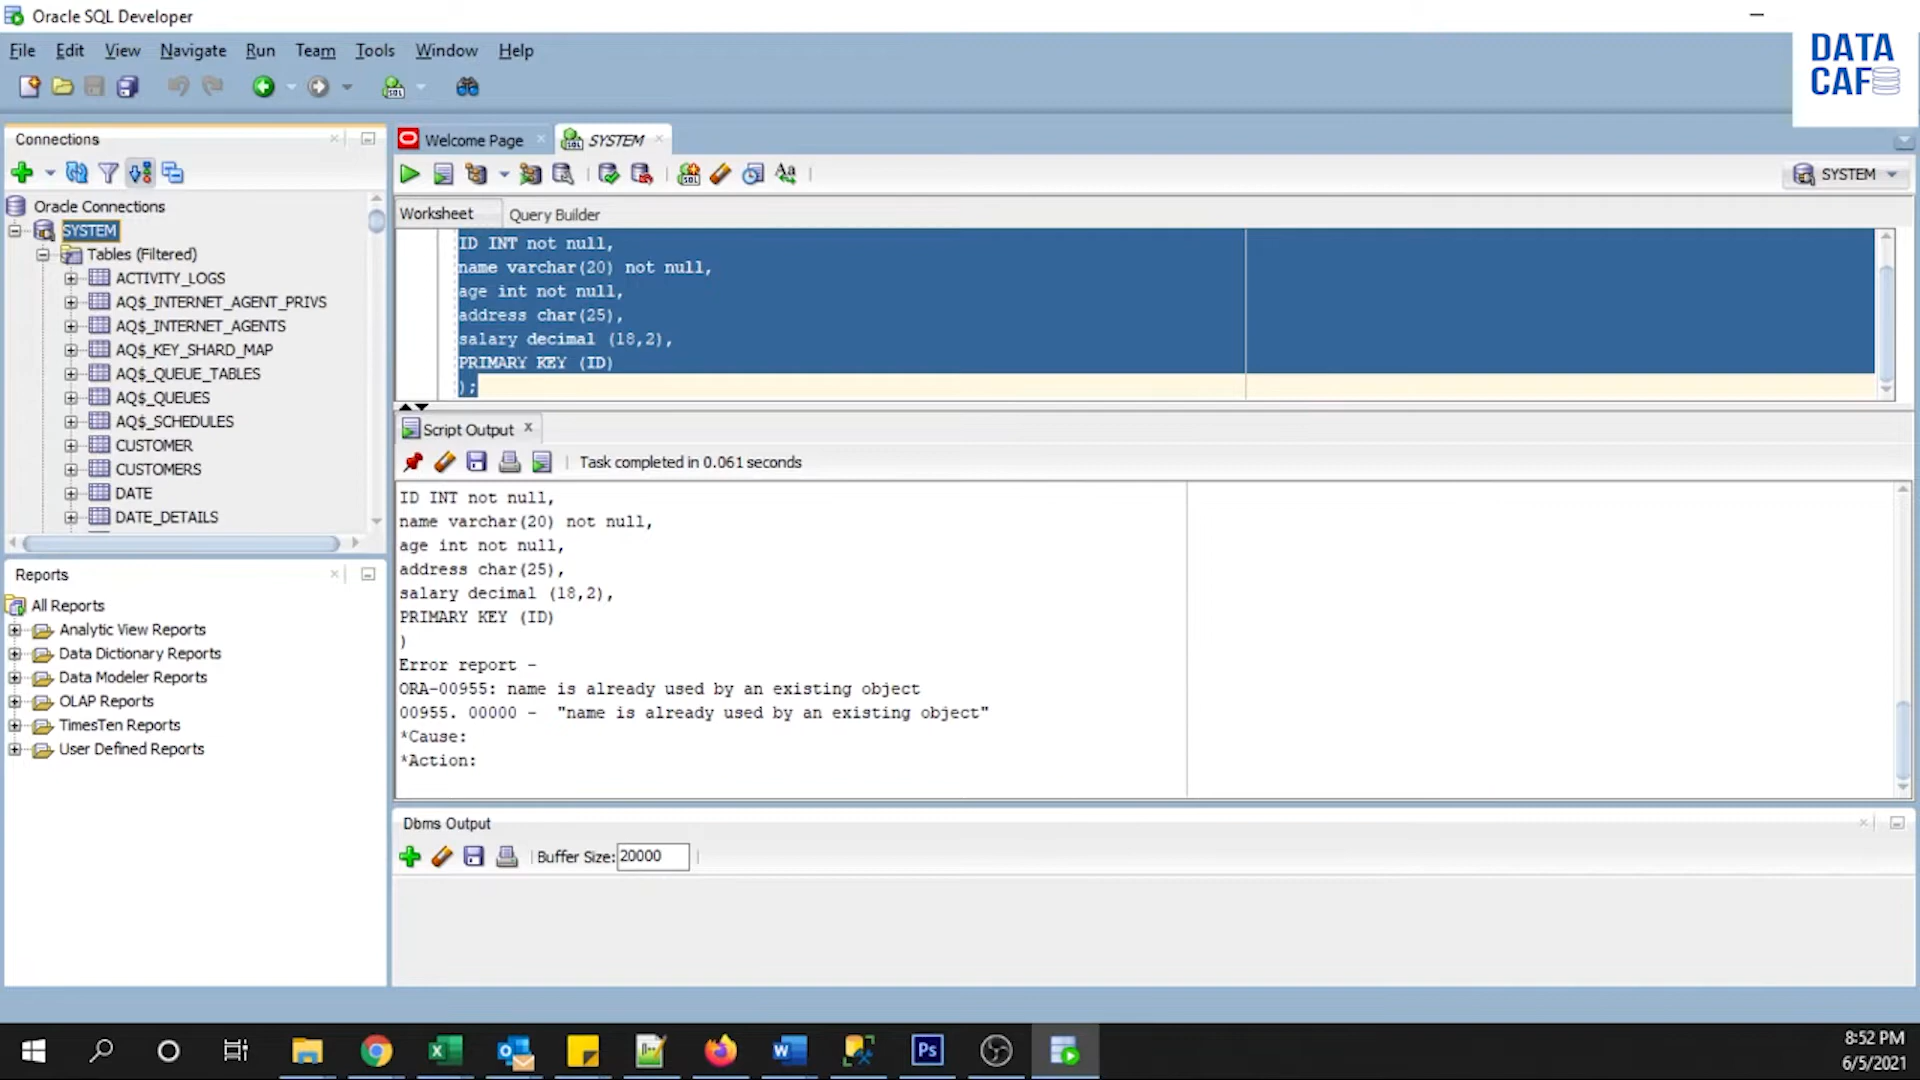 Oracle SQL Developer
File Edit View Navigate Run Team Tools Window Help
DATA
CAF
Connections
Oracle Connections
SYSTEM
Tables (Filtered)
ACTIVITY_LOGS
AQ$_INTERNET_AGENT_PRIVS
AQ$_INTERNET_AGENTS
AQ$_KEY_SHARD_MAP
AQ$_QUEUE_TABLES
AQ$_QUEUES
AQ$_SCHEDULES
CUSTOMER
CUSTOMERS
DATE
DATE_DETAILS
Reports
All Reports
Analytic View Reports
Data Dictionary Reports
Data Modeler Reports
OLAP Reports
TimesTen Reports
User Defined Reports
Welcome Page
SYSTEM
SYSTEM
Worksheet Query Builder
ID INT not null,
name varchar(20) not null,
age int not null,
address char(25),
salary decimal (18,2),
PRIMARY KEY (ID)
);
Script Output
Task completed in 0.061 seconds
ID INT not null,
name varchar(20) not null,
age int not null,
address char(25),
salary decimal (18,2),
PRIMARY KEY (ID)
)
Error report -
ORA-00955: name is already used by an existing object
00955. 00000 -  "name is already used by an existing object"
*Cause:
*Action:
Dbms Output
Buffer Size: 20000
Ps
8:52 PM
6/5/2021